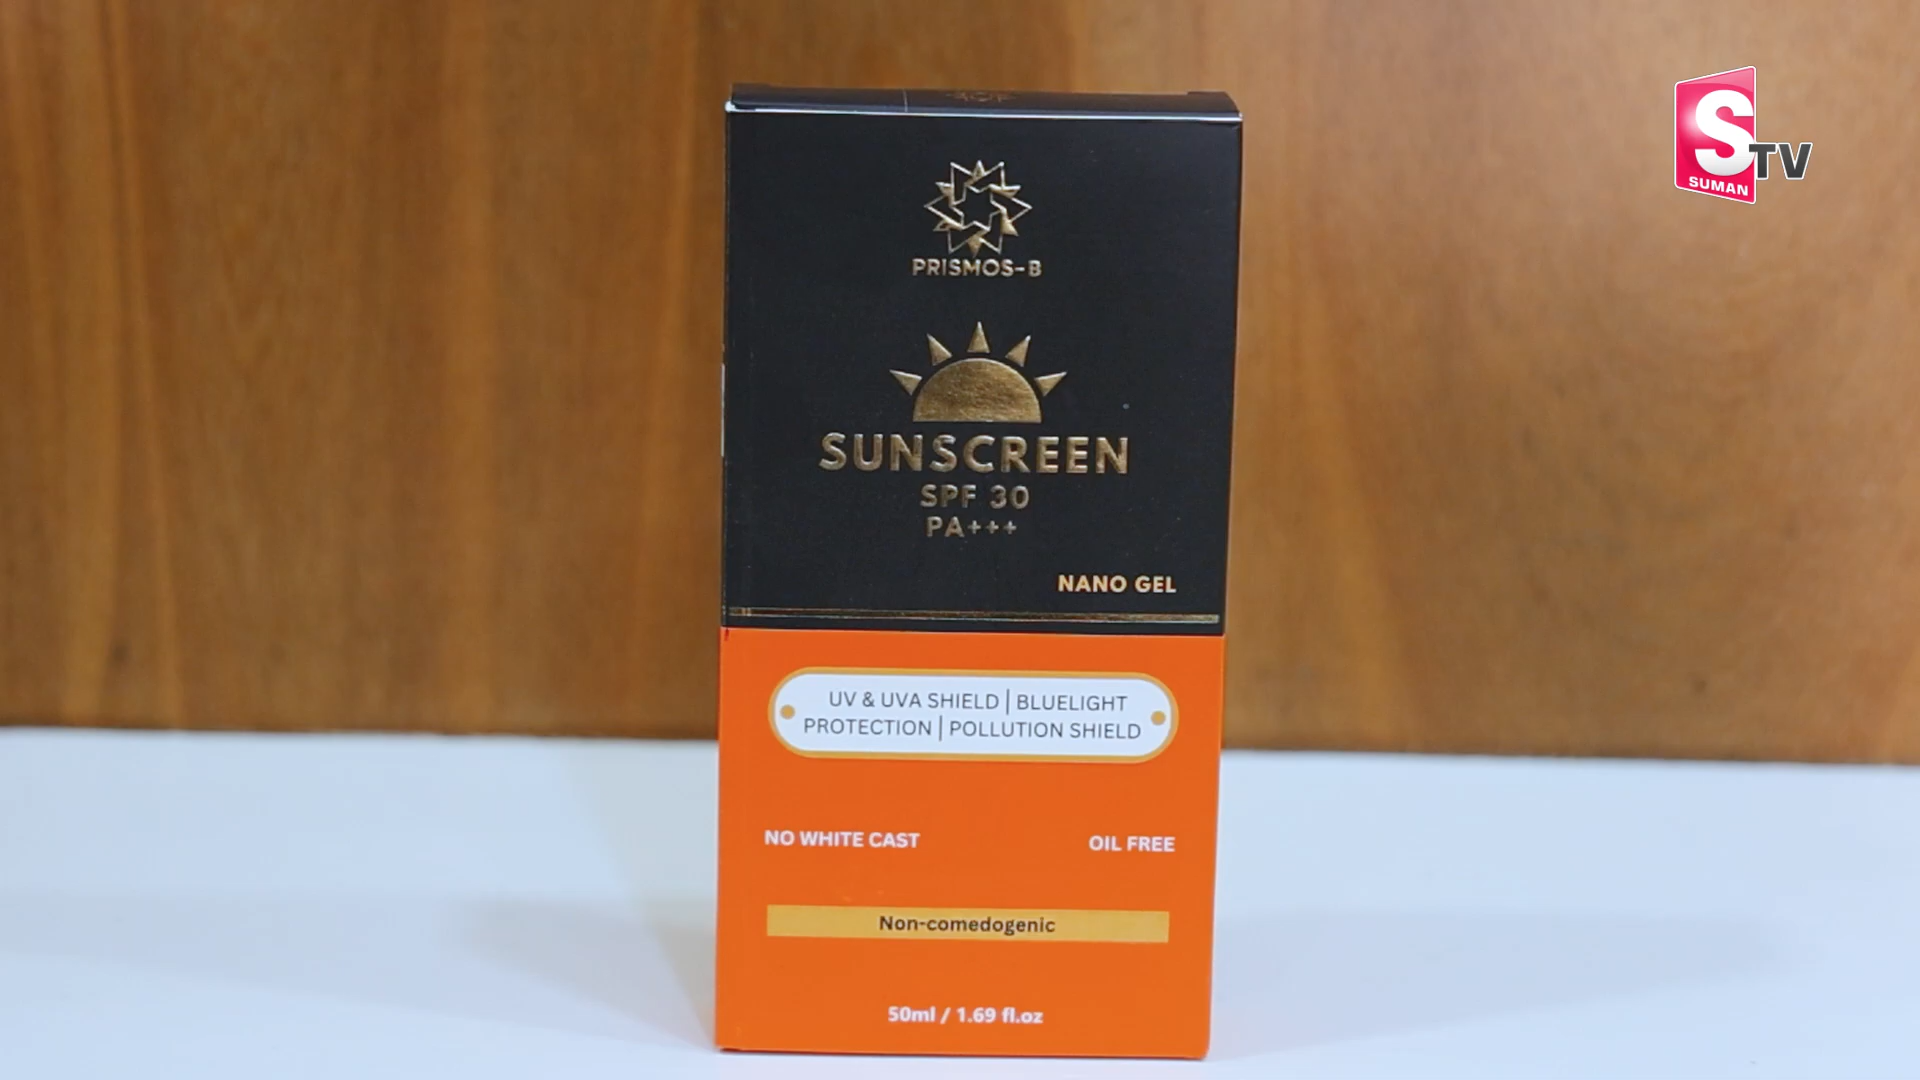 S
TV
SUMAN
PRISMOS-B
SUNSCREEN
SPF 30
PA+++
NANO GEL
UV & UVA SHIELD | BLUELIGHT
PROTECTION | POLLUTION SHIELD
NO WHITE CAST
OIL FREE
Non-comedogenic
50ml / 1.69 fl.oz